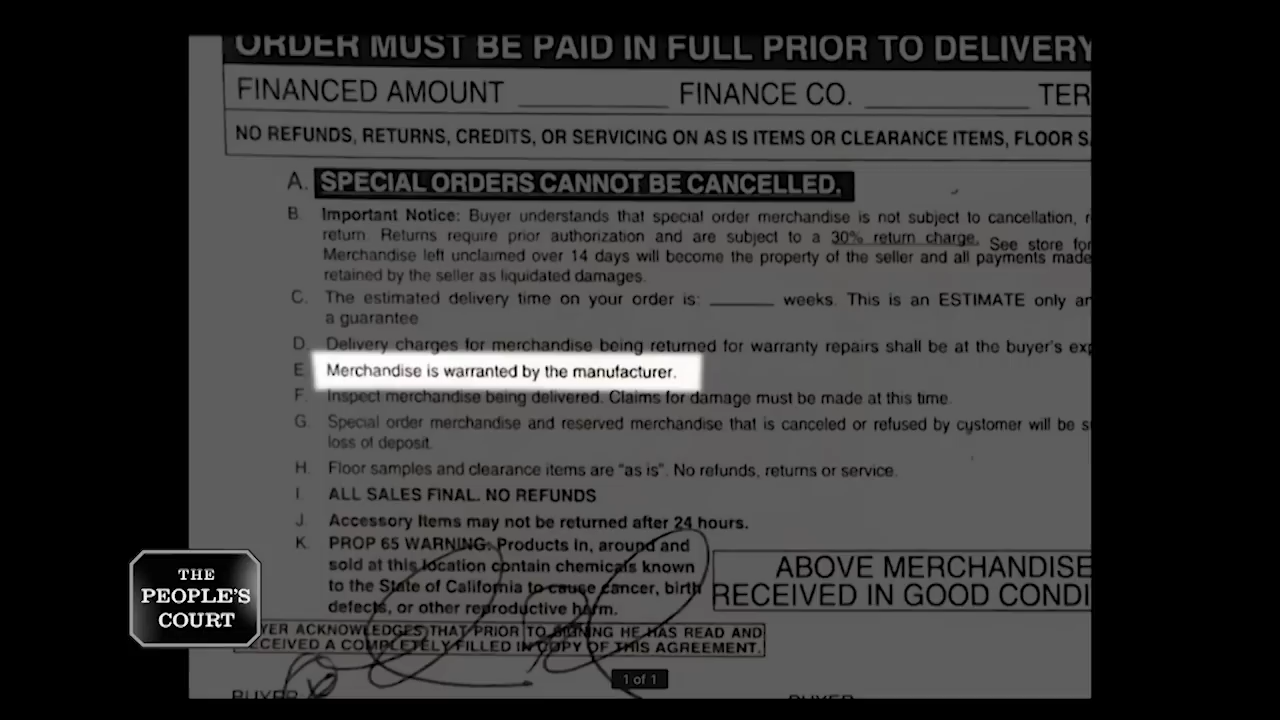 ORDER MUST BE PAID IN FULL PRIOR TO DELIVERY
FINANCED AMOUNT ________ FINANCE CO. ________ TER
NO REFUNDS, RETURNS, CREDITS, OR SERVICING ON AS IS ITEMS OR CLEARANCE ITEMS, FLOOR S
A. SPECIAL ORDERS CANNOT BE CANCELLED.
B. Important Notice: Buyer understands that special order merchandise is not subject to cancellation, r
return. Returns require prior authorization and are subject to a 30% return charge. See store for
Merchandise left unclaimed over 14 days will become the property of the seller and all payments made
retained by the seller as liquidated damages.
C. The estimated delivery time on your order is: ______ weeks. This is an ESTIMATE only an
a guarantee
D. Delivery charges for merchandise being returned for warranty repairs shall be at the buyer's exp
E Merchandise is warranted by the manufacturer.
F. Inspect merchandise being delivered. Claims for damage must be made at this time.
G. Special order merchandise and reserved merchandise that is canceled or refused by customer will be s
loss of deposit.
H. Floor samples and clearance items are "as is". No refunds, returns or service.
I. ALL SALES FINAL. NO REFUNDS
J. Accessory Items may not be returned after 24 hours.
K. PROP 65 WARNING: Products in, around and
sold at this location contain chemicals known
to the State of California to cause cancer, birth
defects, or other reproductive harm.
ABOVE MERCHANDISE
RECEIVED IN GOOD CONDI
YER ACKNOWLEDGES THAT PRIOR TO SIGNING HE HAS READ AND
ECEIVED A COMPLETELY FILLED IN COPY OF THIS AGREEMENT.
1 of 1
BUYER
BUYER
THE
PEOPLE'S
COURT